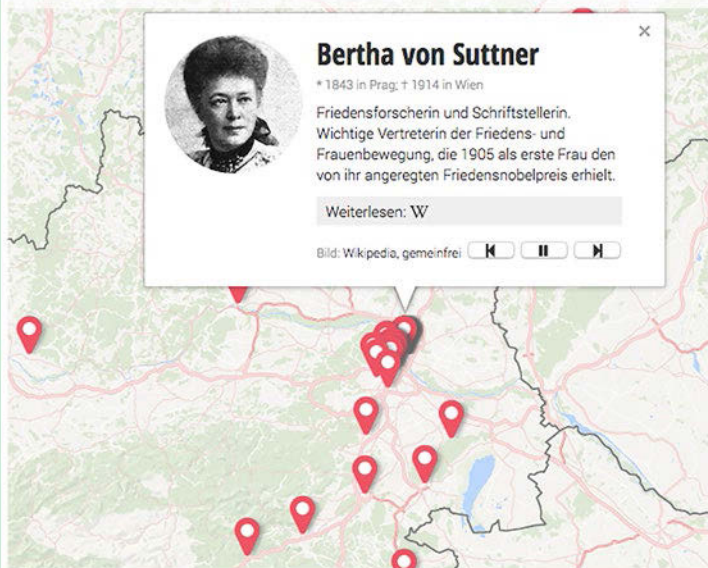 Bertha von Suttner
* 1843 in Prag; † 1914 in Wien
Friedensforscherin und Schriftstellerin.
Wichtige Vertreterin der Friedens- und
Frauenbewegung, die 1905 als erste Frau den
von ihr angeregten Friedensnobelpreis erhielt.
Weiterlesen: W
Bild: Wikipedia, gemeinfrei